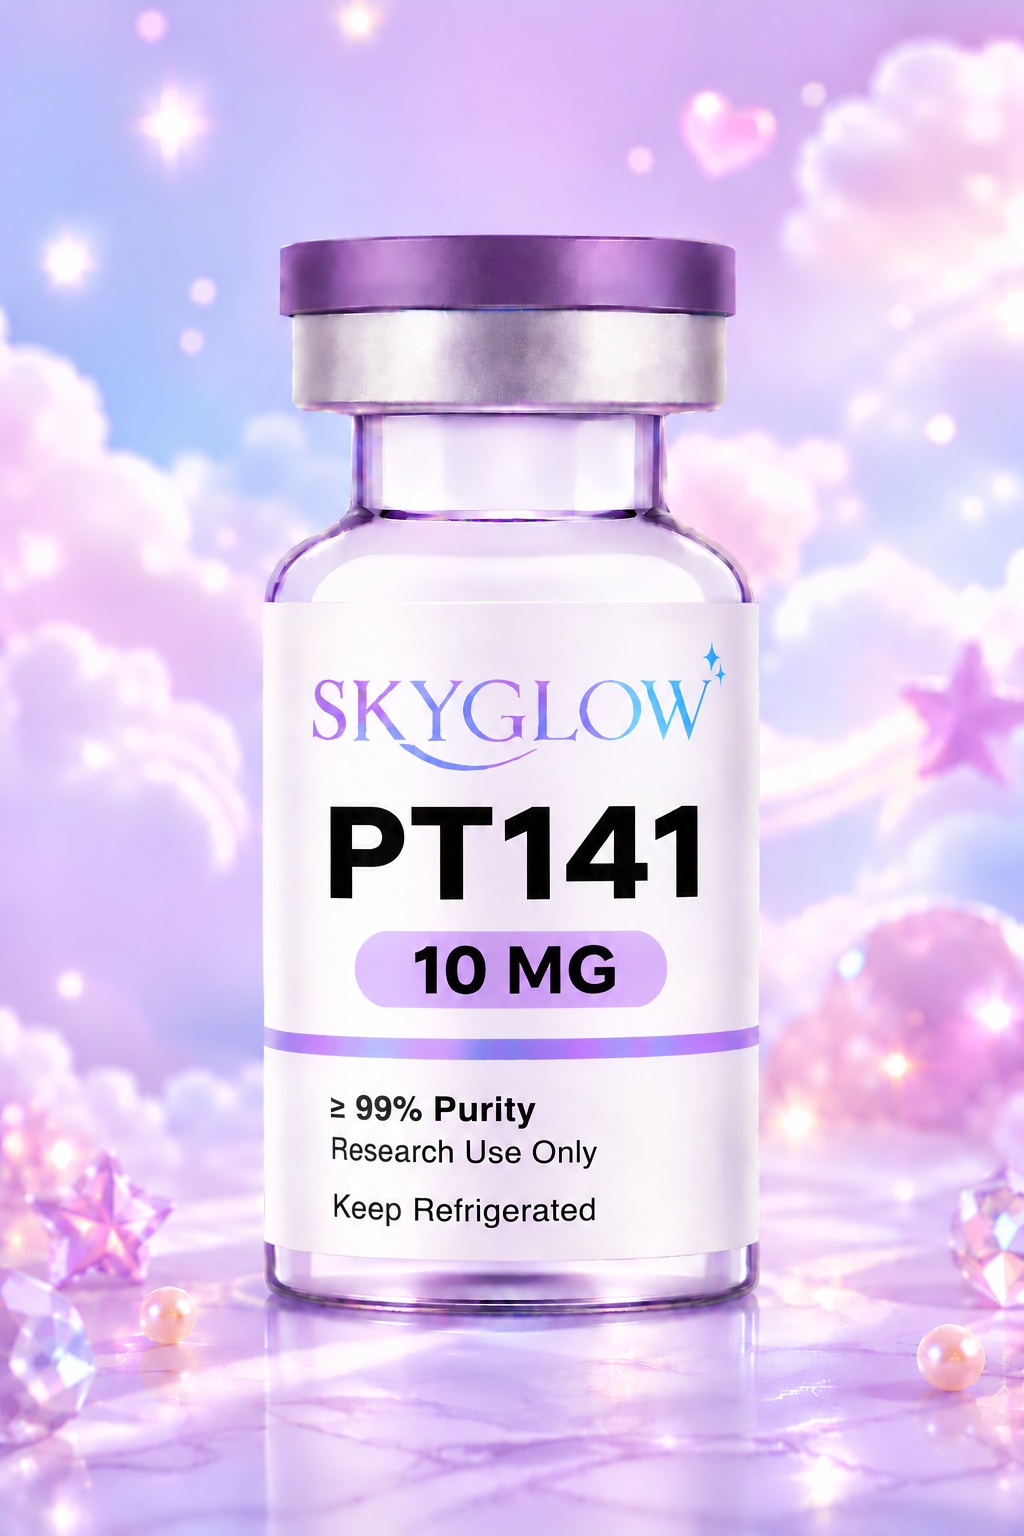 SKYGLOW
PT141
10 MG
≥ 99% Purity
Research Use Only
Keep Refrigerated